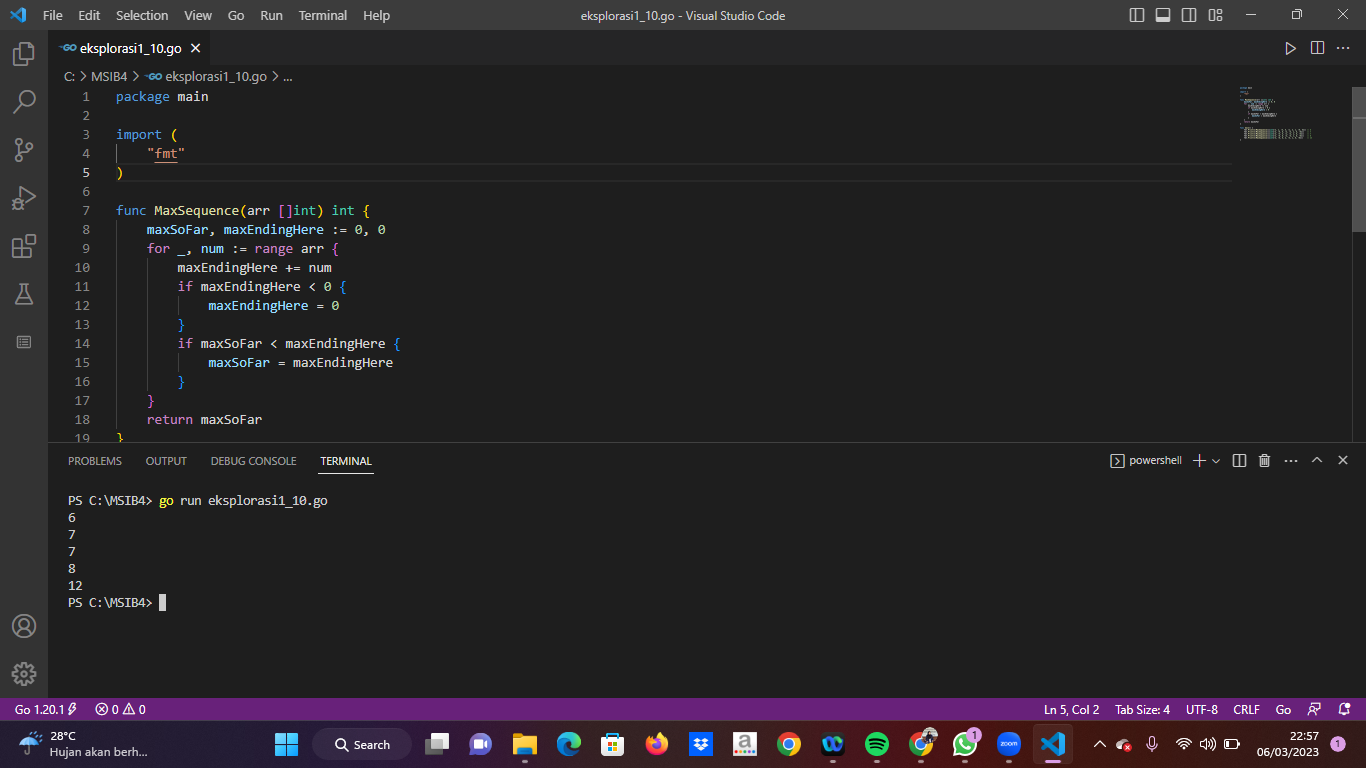 File Edit Selection View Go Run Terminal Help eksplorasi1_10.go - Visual Studio Code
eksplorasi1_10.go
C: > MSIB4 > eksplorasi1_10.go > ...
1 package main
2
3 import (
4     "fmt"
5 )
6
7 func MaxSequence(arr []int) int {
8     maxSoFar, maxEndingHere := 0, 0
9     for _, num := range arr {
10         maxEndingHere += num
11         if maxEndingHere < 0 {
12             maxEndingHere = 0
13         }
14         if maxSoFar < maxEndingHere {
15             maxSoFar = maxEndingHere
16         }
17     }
18     return maxSoFar
19 }
PROBLEMS OUTPUT DEBUG CONSOLE TERMINAL powershell
PS C:\MSIB4> go run eksplorasi1_10.go
6
7
7
8
12
PS C:\MSIB4>
Go 1.20.1 0 0 Ln 5, Col 2 Tab Size: 4 UTF-8 CRLF Go
28°C
Hujan akan berh...
Search
zoom
1
22:57
06/03/2023
1